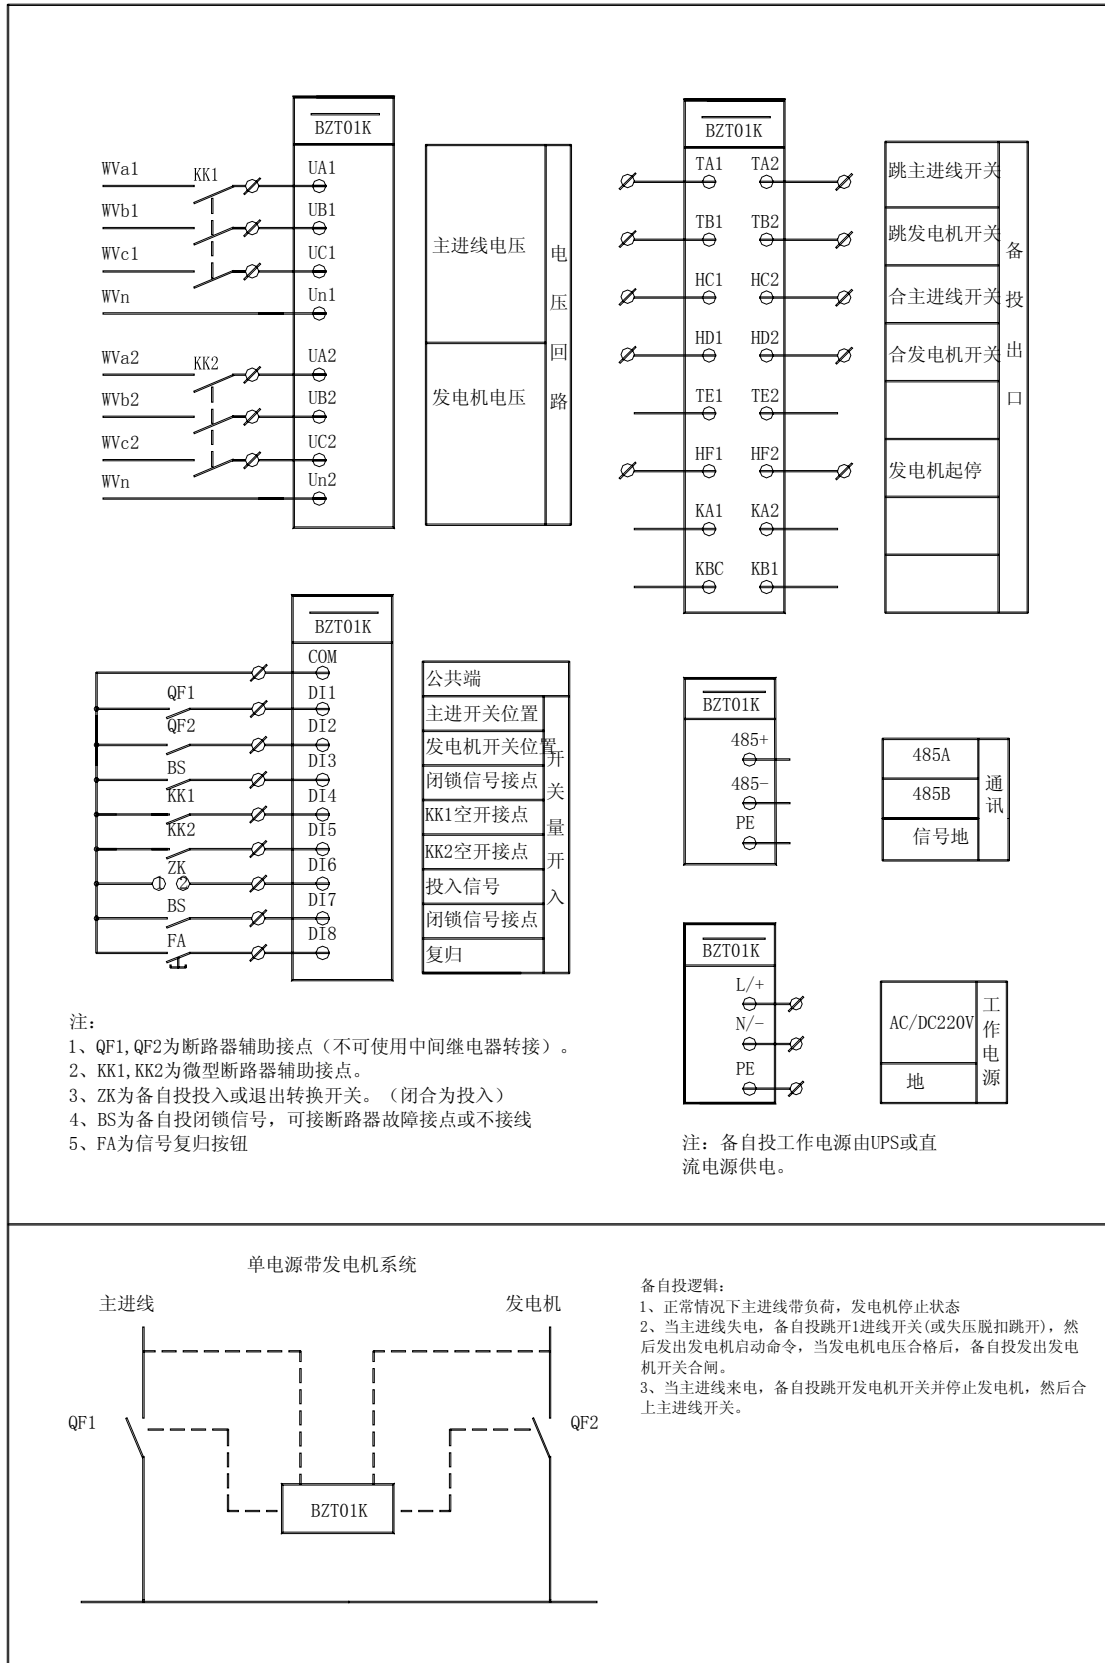 BZT01K
WVa1
KK1
UA1
WVb1
UB1
WVc1
UC1
WVn
Un1
WVa2
KK2
UA2
WVb2
UB2
WVc2
UC2
WVn
Un2
主进线电压
发电机电压
电压回路
BZT01K
TA1 TA2
TB1 TB2
HC1 HC2
HD1 HD2
TE1 TE2
HF1 HF2
KA1 KA2
KBC KB1
跳主进线开关
跳发电机开关
合主进线开关
合发电机开关
发电机起停
备投出口
BZT01K
COM
QF1 DI1
QF2 DI2
BS DI3
KK1 DI4
KK2 DI5
ZK DI6
① ②
BS DI7
FA DI8
公共端
主进开关位置
发电机开关位置
闭锁信号接点
KK1空开接点
KK2空开接点
投入信号
闭锁信号接点
复归
开关量开入
BZT01K
485+
485-
PE
485A
485B
信号地
通讯
BZT01K
L/+
N/-
PE
AC/DC220V
地
工作电源
注：
1、QF1,QF2为断路器辅助接点（不可使用中间继电器转接）。
2、KK1,KK2为微型断路器辅助接点。
3、ZK为备自投投入或退出转换开关。（闭合为投入）
4、BS为备自投闭锁信号，可接断路器故障接点或不接线
5、FA为信号复归按钮
注：备自投工作电源由UPS或直
流电源供电。
单电源带发电机系统
主进线
发电机
QF1
QF2
BZT01K
备自投逻辑：
1、正常情况下主进线带负荷，发电机停止状态
2、当主进线失电，备自投跳开1进线开关(或失压脱扣跳开)，然
后发出发电机启动命令，当发电机电压合格后，备自投发出发电
机开关合闸。
3、当主进线来电，备自投跳开发电机开关并停止发电机，然后合
上主进线开关。